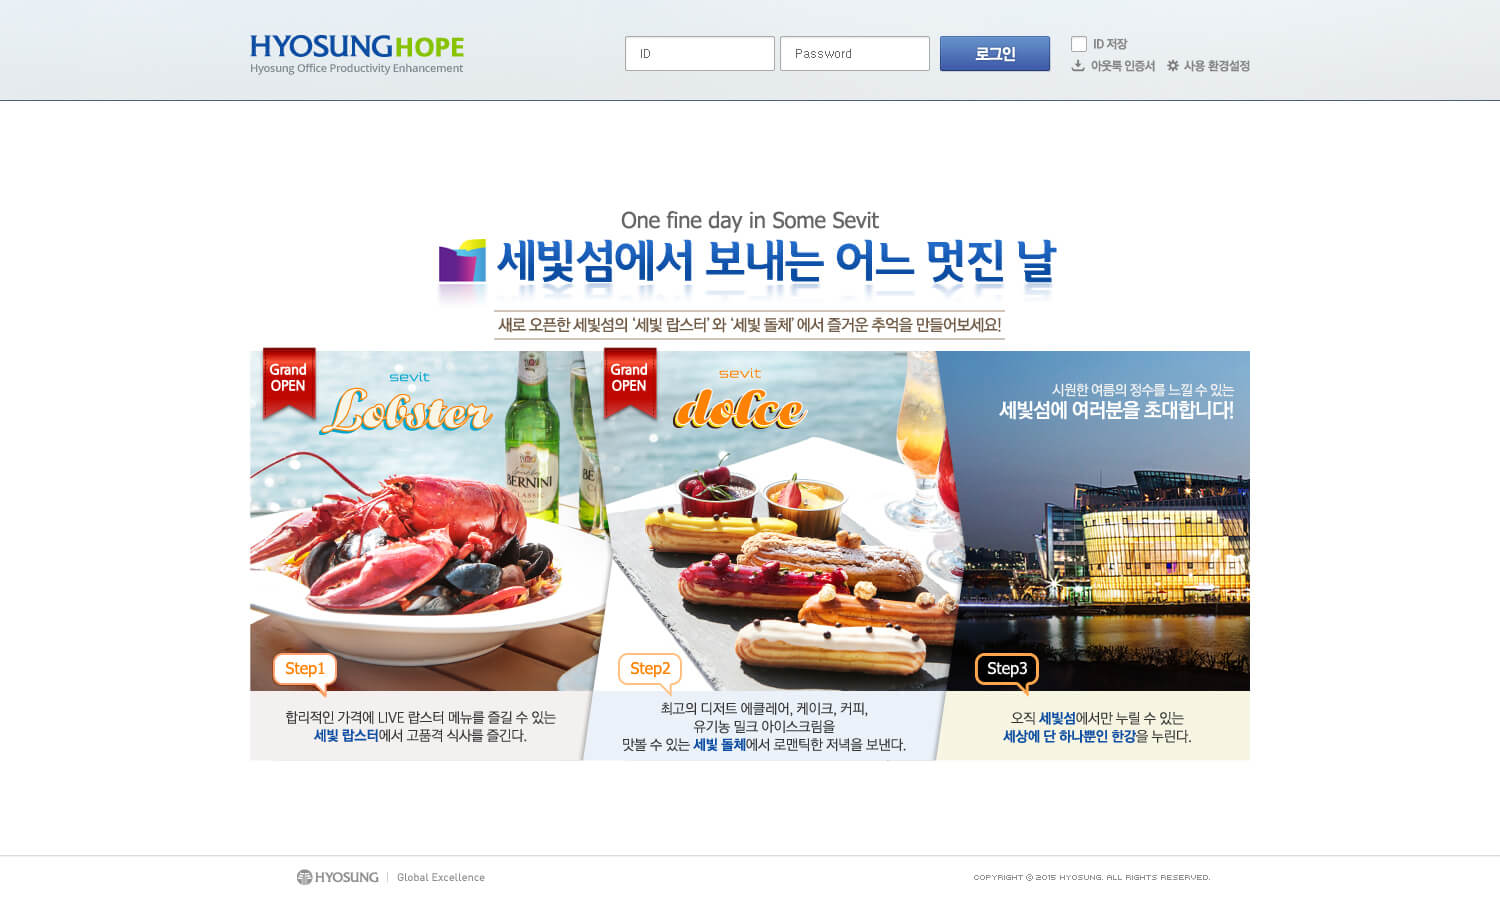 HYOSUNG HOPE
Hyosung Office Productivity Enhancement
ID
Password
로그인
ID 저장
아웃룩 인증서
사용 환경설정
One fine day in Some Sevit
세빛섬에서 보내는 어느 멋진 날
새로 오픈한 세빛섬의 ‘세빛 랍스터’ 와 ‘세빛 돌체’ 에서 즐거운 추억을 만들어보세요!
Grand
OPEN
sevit
Lobster
BERNINI
CLASSIC
Grand
OPEN
sevit
dolce
시원한 여름의 정수를 느낄 수 있는
세빛섬에 여러분을 초대합니다!
Step1
합리적인 가격에 LIVE 랍스터 메뉴를 즐길 수 있는
세빛 랍스터에서 고품격 식사를 즐긴다.
Step2
최고의 디저트 에클레어, 케이크, 커피,
유기농 밀크 아이스크림을
맛볼 수 있는 세빛 돌체에서 로맨틱한 저녁을 보낸다.
Step3
오직 세빛섬에서만 누릴 수 있는
세상에 단 하나뿐인 한강을 누린다.
HYOSUNG | Global Excellence
COPYRIGHT ⓒ 2015 HYOSUNG. ALL RIGHTS RESERVED.